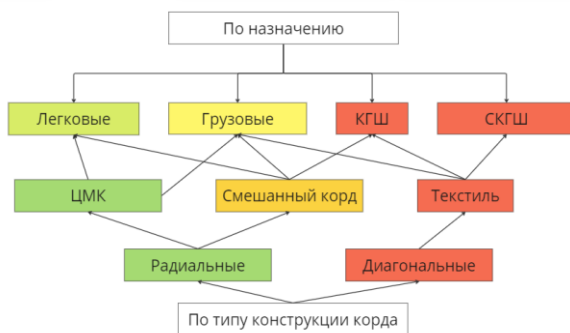 По назначению
Легковые
Грузовые
КГШ
СКГШ
ЦМК
Смешанный корд
Текстиль
Радиальные
Диагональные
По типу конструкции корда